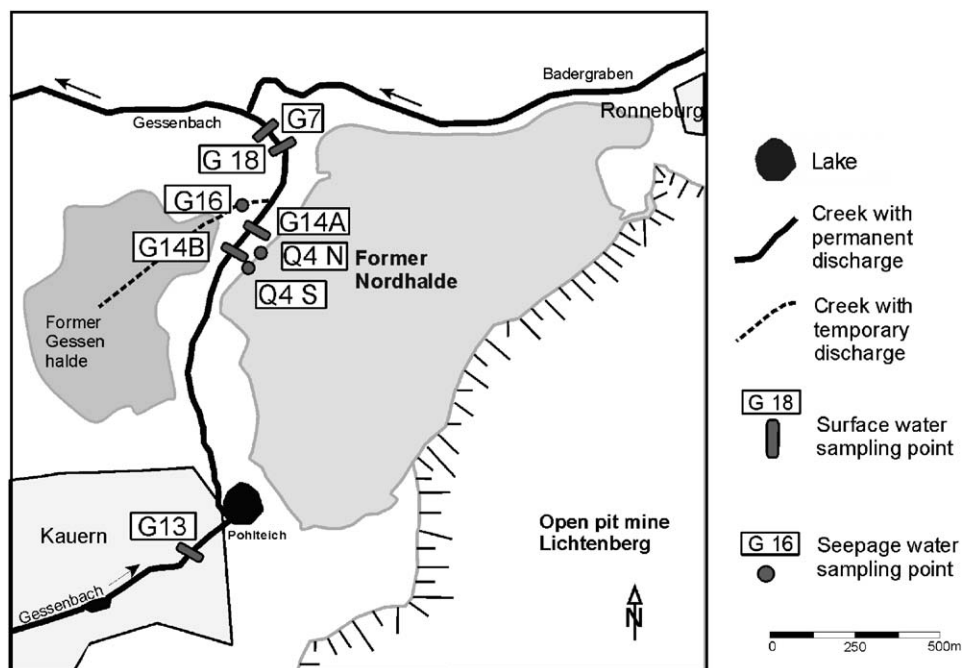 Badergraben
Ronneburg
Gessenbach
G7
G 18
G16
G14A
G14B
Q4 N
Q4 S
Former
Nordhalde
Former
Gessen
halde
Kauern
G13
Pohlteich
Gessenbach
Open pit mine
Lichtenberg
N
Lake
Creek with
permanent
discharge
Creek with
temporary
discharge
G 18
Surface water
sampling point
G 16
Seepage water
sampling point
0 250 500m